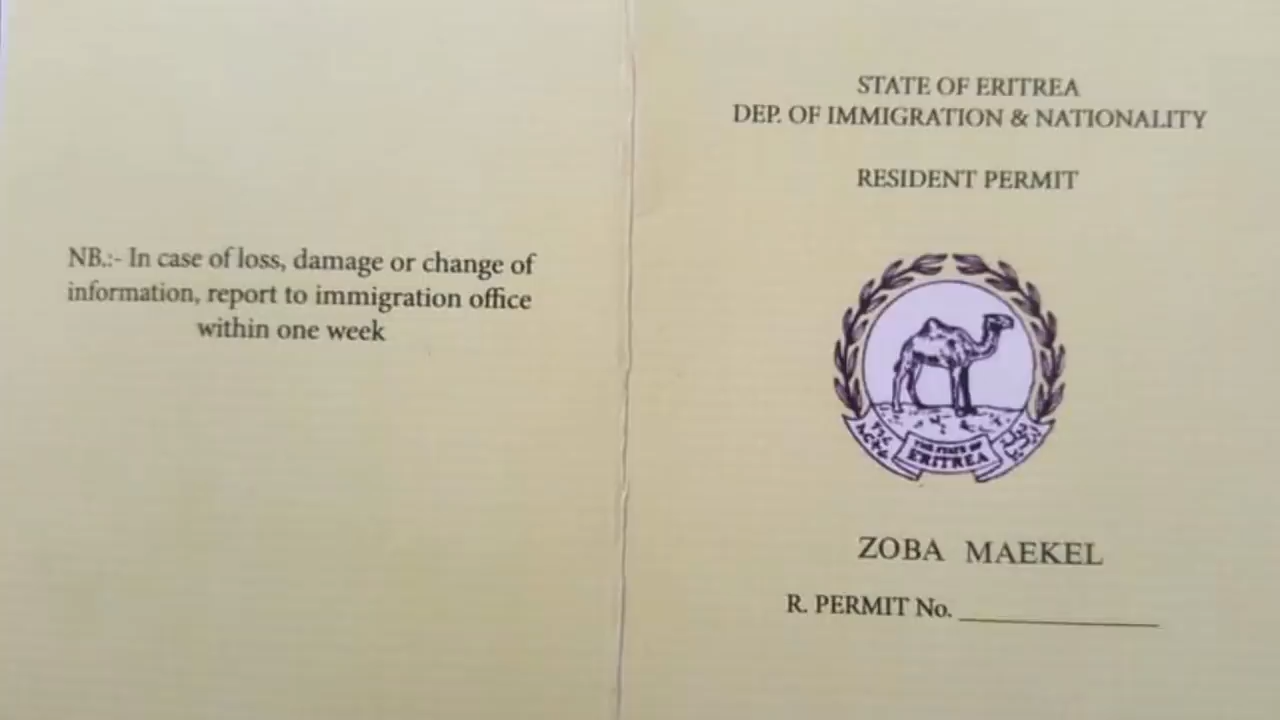 NB.:- In case of loss, damage or change of
information, report to immigration office
within one week
STATE OF ERITREA
DEP. OF IMMIGRATION & NATIONALITY
RESIDENT PERMIT
THE STATE OF
ERITREA
ZOBA MAEKEL
R. PERMIT No.